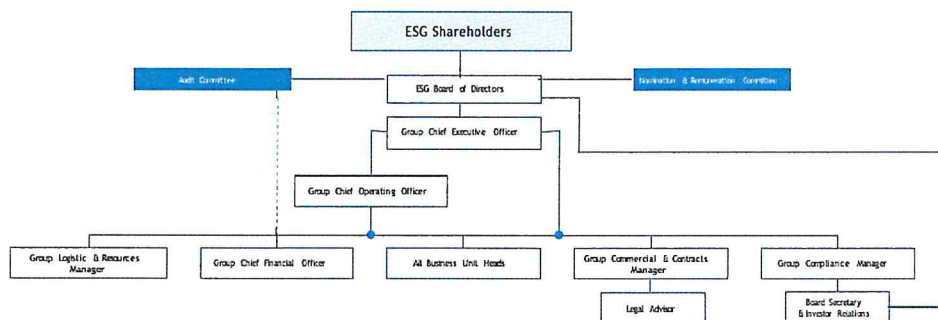 ESG Shareholders
Audit Committee
Nomination & Remuneration Committee
ESG Board of Directors
Group Chief Executive Officer
Group Chief Operating Officer
Group Logistic & Resources
Manager
Group Chief Financial Officer
All Business Unit Heads
Group Commercial & Contracts
Manager
Group Compliance Manager
Legal Advisor
Board Secretary
& Investor Relations